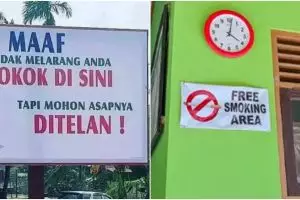 MAAF
DAK MELARANG ANDA
OKOK DI SINI
TAPI MOHON ASAPNYA
DITELAN !
FREE
SMOKING
AREA